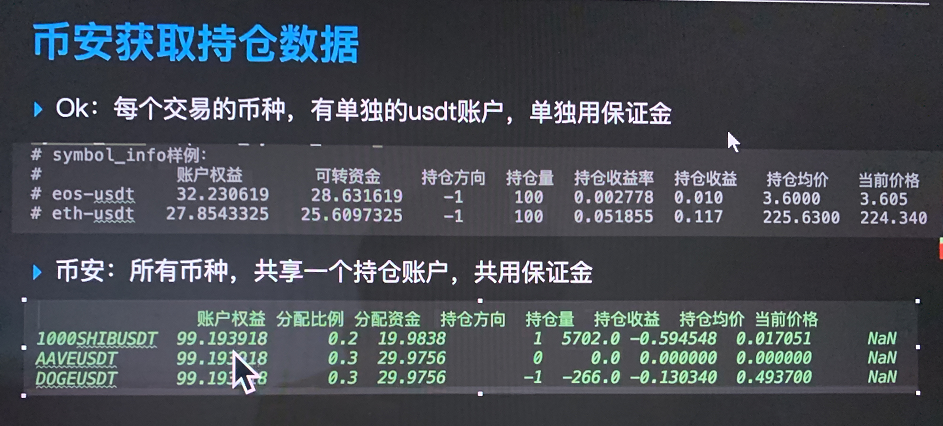 币安获取持仓数据
Ok：每个交易的币种，有单独的usdt账户，单独用保证金
# symbol_info样例：
# 账户权益 可转资金 持仓方向 持仓量 持仓收益率 持仓收益 持仓均价 当前价格
# eos-usdt 32.230619 28.631619 -1 100 0.002778 0.010 3.6000 3.605
# eth-usdt 27.8543325 25.6097325 -1 100 0.051855 0.117 225.6300 224.340
币安：所有币种，共享一个持仓账户，共用保证金
账户权益 分配比例 分配资金 持仓方向 持仓量 持仓收益 持仓均价 当前价格
1000SHIBUSDT 99.193918 0.2 19.9838 1 5702.0 -0.594548 0.017051 NaN
AAVEUSDT 99.193918 0.3 29.9756 0 0.0 0.000000 0.000000 NaN
DOGEUSDT 0.3 29.9756 -1 -266.0 -0.130340 0.493700 NaN